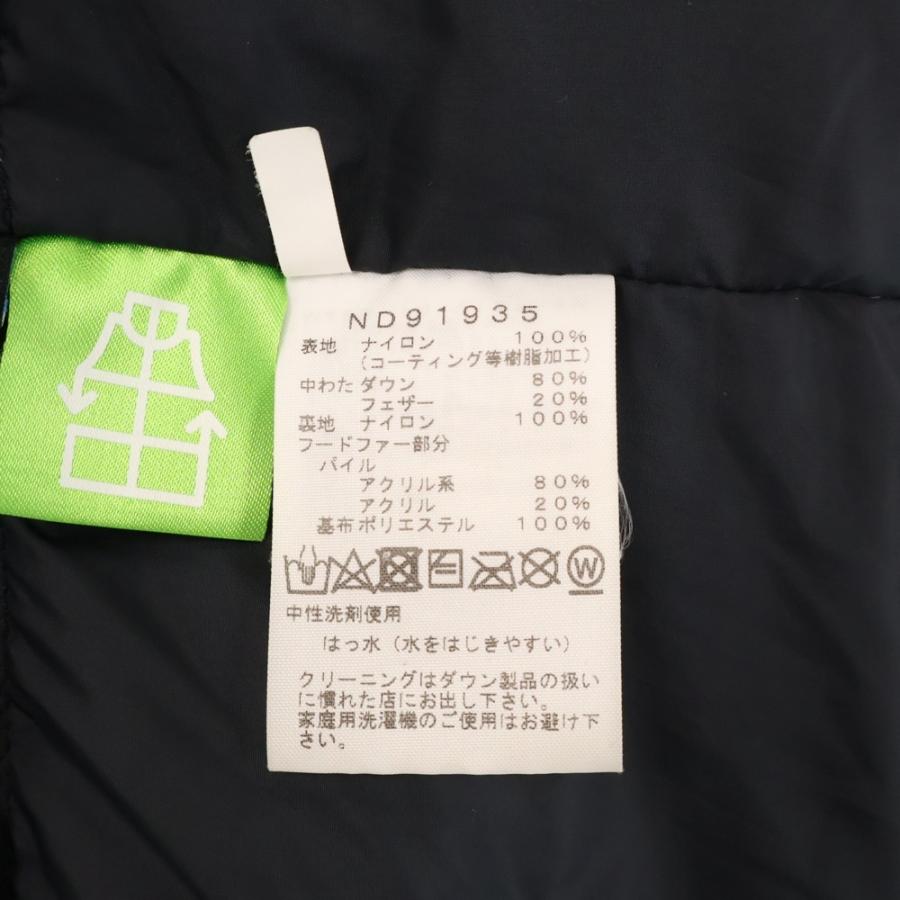 ND91935
表地 ナイロン 100%
(コーティング等樹脂加工)
中わた ダウン 80%
フェザー 20%
裏地 ナイロン 100%
フードファー部分
パイル
アクリル系 80%
アクリル 20%
基布ポリエステル 100%
W
中性洗剤使用
はっ水(水をはじきやすい)
クリーニングはダウン製品の扱い
に慣れた店にお出し下さい。
家庭用洗濯機のご使用はお避け下
さい。